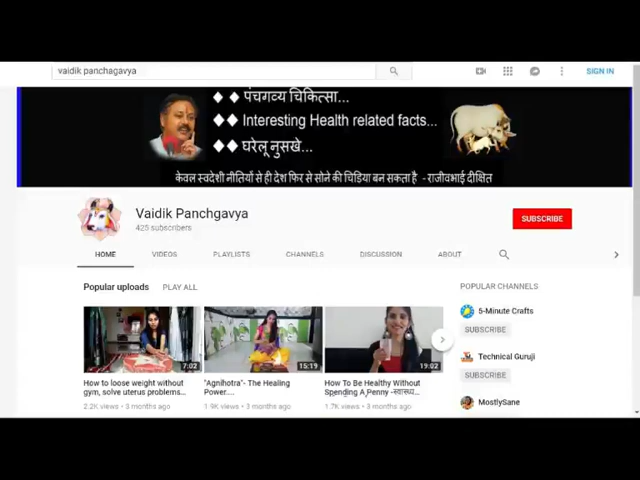 vaidik panchagavya
SIGN IN
◆ ◆ पंचगव्य चिकित्सा...
◆◆ Interesting Health related facts...
◆◆ घरेलू नुसखे...
केवल स्वदेशी नीतियों से ही देश फिर से सोने की चिडिया बन सकता है - राजीवभाई दीक्षित
Vaidik Panchgavya
425 subscribers
SUBSCRIBE
HOME VIDEOS PLAYLISTS CHANNELS DISCUSSION ABOUT
Popular uploads PLAY ALL
POPULAR CHANNELS
7:02
15:19
19:02
How to loose weight without
gym, solve uterus problems...
2.2K views • 3 months ago
"Agnihotra"- The Healing
Power....
1.9K views • 3 months ago
How To Be Healthy Without
Spending A Penny -स्वास्थ्य...
1.7K views • 3 months ago
5-Minute Crafts
SUBSCRIBE
Technical Guruji
SUBSCRIBE
MostlySane